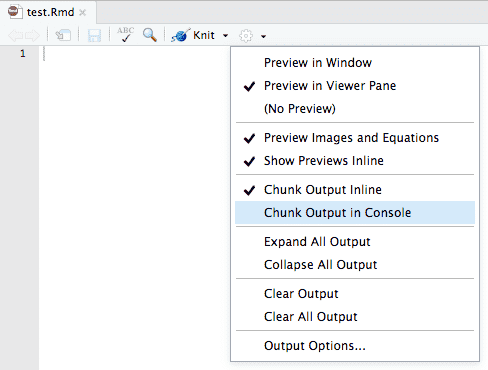 test.Rmd
ABC
Knit
1
Preview in Window
Preview in Viewer Pane
(No Preview)
Preview Images and Equations
Show Previews Inline
Chunk Output Inline
Chunk Output in Console
Expand All Output
Collapse All Output
Clear Output
Clear All Output
Output Options...